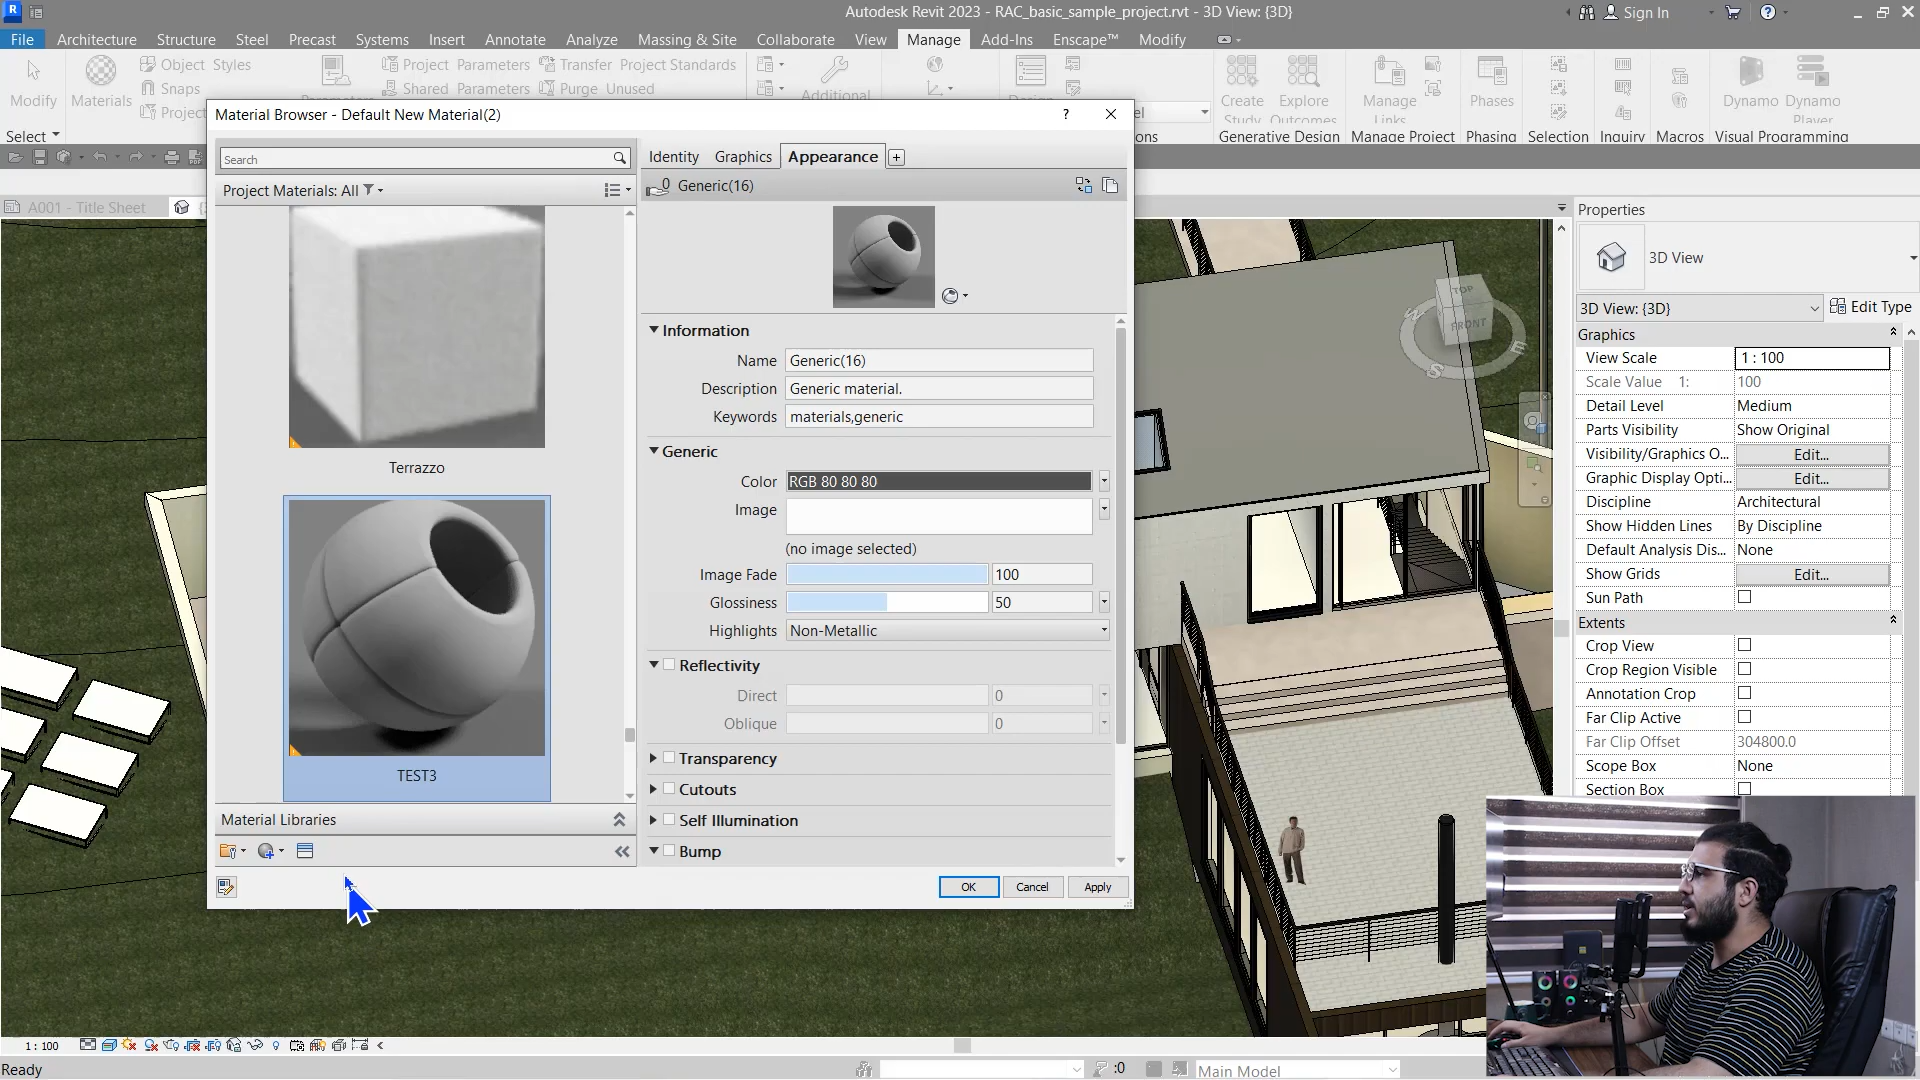 Autodesk Revit 2023 - RAC_basic_sample_project.rvt - 3D View: {3D}
Sign In
File Architecture Structure Steel Precast Systems Insert Annotate Analyze Massing & Site Collaborate View Manage Add-Ins Enscape™ Modify
Object Styles
Project Parameters
Transfer Project Standards
Snaps
Shared Parameters
Purge Unused
Modify
Materials
Project
Additional
Create
Explore
Study
Outcomes
Manage
Links
Phases
Dynamo
Dynamo
Player
Select
Generative Design
Manage Project
Phasing
Selection
Inquiry
Macros
Visual Programming
Material Browser - Default New Material(2)
?
Search
Project Materials: All
Terrazzo
TEST3
Material Libraries
Identity Graphics Appearance +
Generic(16)
Information
Name Generic(16)
Description Generic material.
Keywords materials,generic
Generic
Color RGB 80 80 80
Image
(no image selected)
Image Fade 100
Glossiness 50
Highlights Non-Metallic
Reflectivity
Direct 0
Oblique 0
Transparency
Cutouts
Self Illumination
Bump
OK Cancel Apply
A001 - Title Sheet
TOP
FRONT
W
S
E
Properties
3D View
3D View: {3D}
Edit Type
Graphics
View Scale 1 : 100
Scale Value 1: 100
Detail Level Medium
Parts Visibility Show Original
Visibility/Graphics O... Edit...
Graphic Display Opti... Edit...
Discipline Architectural
Show Hidden Lines By Discipline
Default Analysis Dis... None
Show Grids Edit...
Sun Path
Extents
Crop View
Crop Region Visible
Annotation Crop
Far Clip Active
Far Clip Offset 304800.0
Scope Box None
Section Box
1 : 100
Ready
:0
Main Model